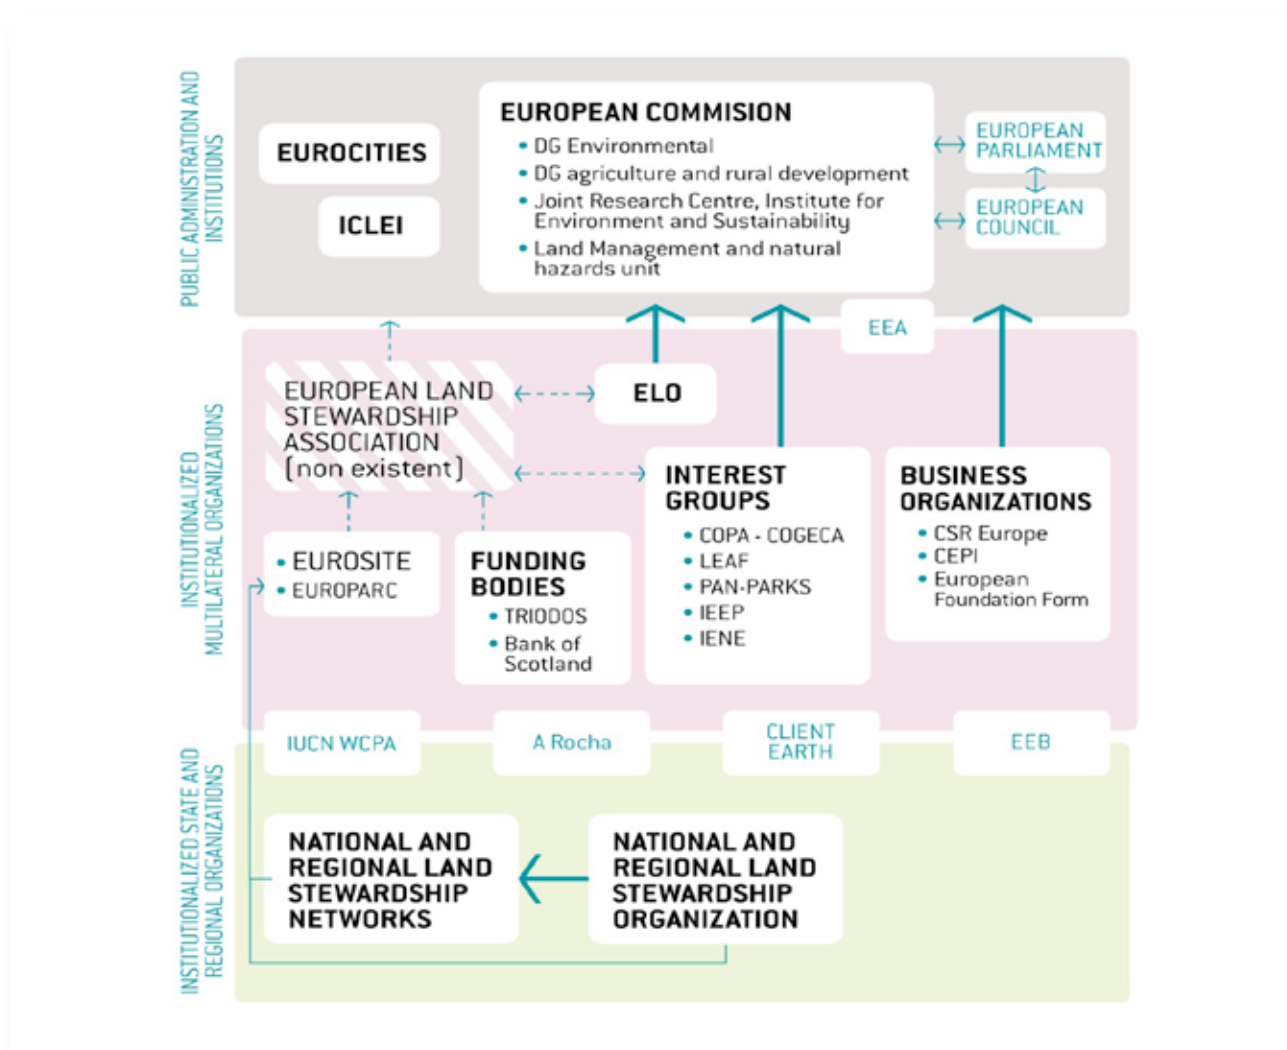 PUBLIC ADMINISTRATION AND
INSTITUTIONS
EUROCITIES
ICLEI
EUROPEAN COMMISION
• DG Environmental
• DG agriculture and rural development
• Joint Research Centre, Institute for
Environment and Sustainability
• Land Management and natural
hazards unit
EUROPEAN
PARLIAMENT
EUROPEAN
COUNCIL
EEA
INSTITUTIONALIZED
MULTILATERAL ORGANIZATIONS
EUROPEAN LAND
STEWARDSHIP
ASSOCIATION
(non existent)
ELO
• EUROSITE
• EUROPARC
FUNDING
BODIES
• TRIODOS
• Bank of
Scotland
INTEREST
GROUPS
• COPA - COGECA
• LEAF
• PAN-PARKS
• IEEP
• IENE
BUSINESS
ORGANIZATIONS
• CSR Europe
• CEPI
• European
Foundation Form
IUCN WCPA
A Rocha
CLIENT
EARTH
EEB
INSTITUTIONALIZED STATE AND
REGIONAL ORGANIZATIONS
NATIONAL AND
REGIONAL LAND
STEWARDSHIP
NETWORKS
NATIONAL AND
REGIONAL LAND
STEWARDSHIP
ORGANIZATION